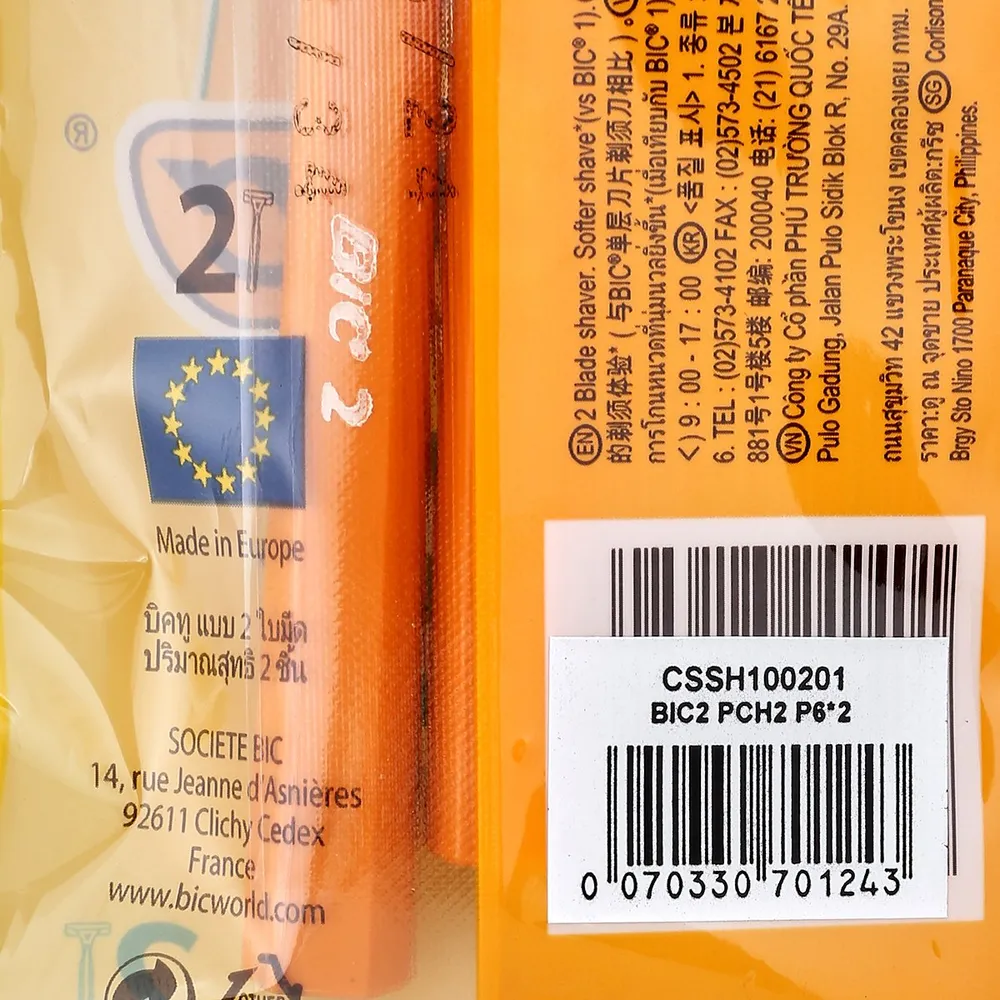 ®
2
BIC 2
Made in Europe
บิคทู แบบ 2 ใบมีด
ปริมาณสุทธิ 2 ชิ้น
SOCIETE BIC
14, rue Jeanne d'Asnières
92611 Clichy Cedex
France
www.bicworld.com
EN 2 Blade shaver. Softer shave*(vs BIC® 1).
的剃须体验* ( 与BIC®单层刀片剃须刀相比 ) 。
การโกนหนวดที่นุ่มนวลยิ่งขึ้น*(เมื่อเทียบกับ BIC® 1)
< ) 9 : 00 - 17 : 00 KR <품질 표시> 1. 종류 :
6. TEL : (02)573-4102 FAX : (02)573-4502 본
881号1号楼5楼 邮编: 200040 电话: (21) 6167
VN Công ty Cổ phần PHÚ TRƯỜNG QUỐC TẾ
Pulo Gadung, Jalan Pulo Sidik Blok R, No. 29A.
ถนนสุขุมวิท 42 แขวงพระโขนง เขตคลองเตย กทม.
ราคา:ดู ณ จุดขาย ประเทศผู้ผลิต:กรีซ SG Corlison
Brgy Sto Nino 1700 Paranaque City, Philippines.
CSSH100201
BIC2 PCH2 P6*2
0 070330 701243